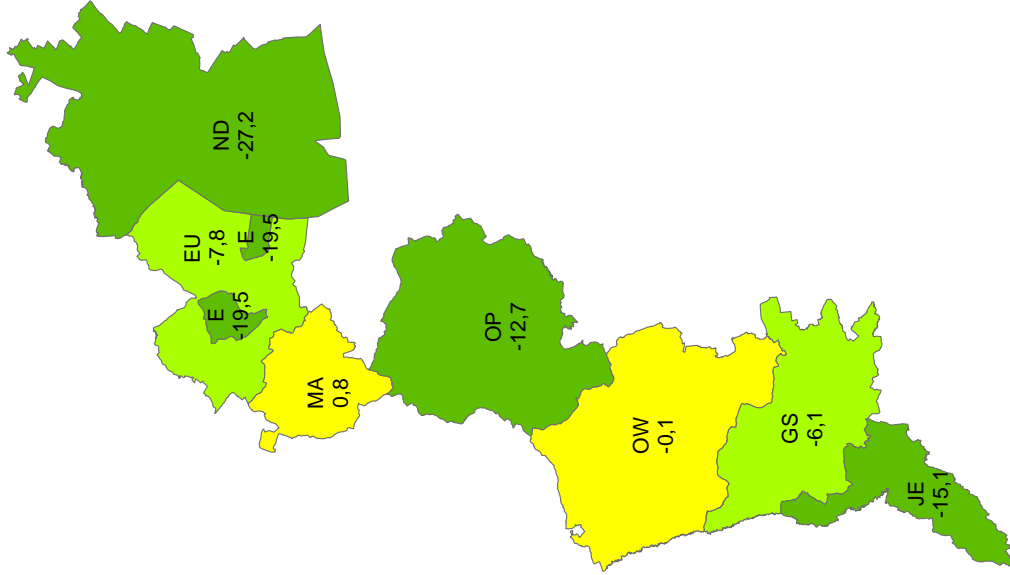 ND
-27,2
EU
-7,8
E
-19,5
E
-19,5
MA
0,8
OP
-12,7
OW
-0,1
GS
-6,1
JE
-15,1